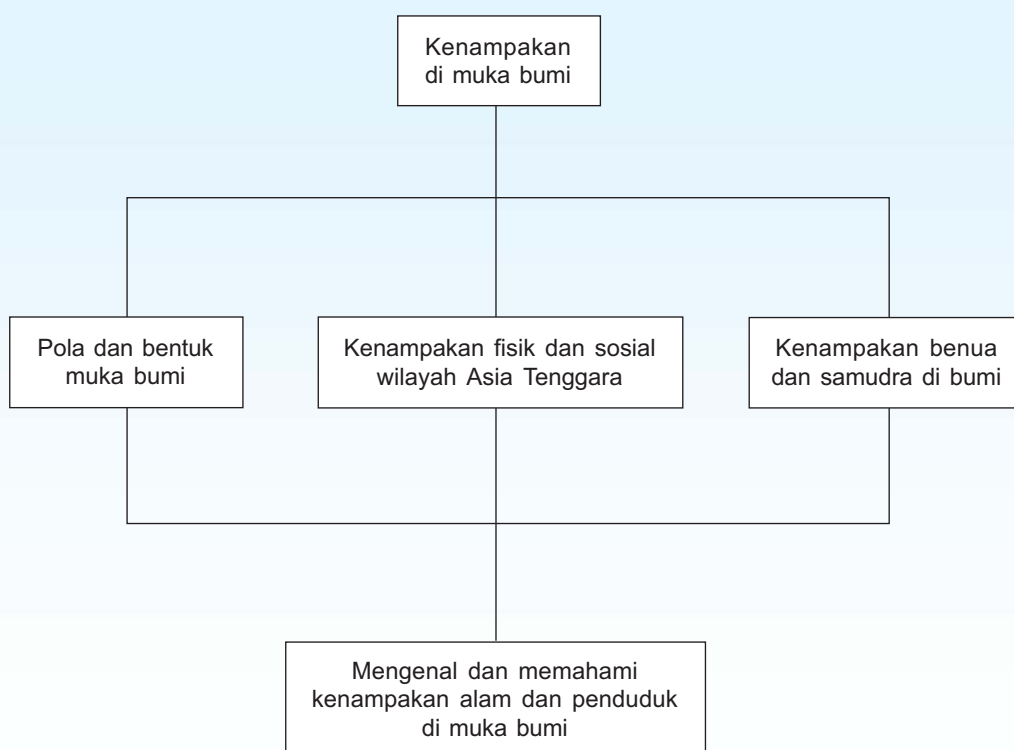 Kenampakan
di muka bumi
Pola dan bentuk
muka bumi
Kenampakan fisik dan sosial
wilayah Asia Tenggara
Kenampakan benua
dan samudra di bumi
Mengenal dan memahami
kenampakan alam dan penduduk
di muka bumi